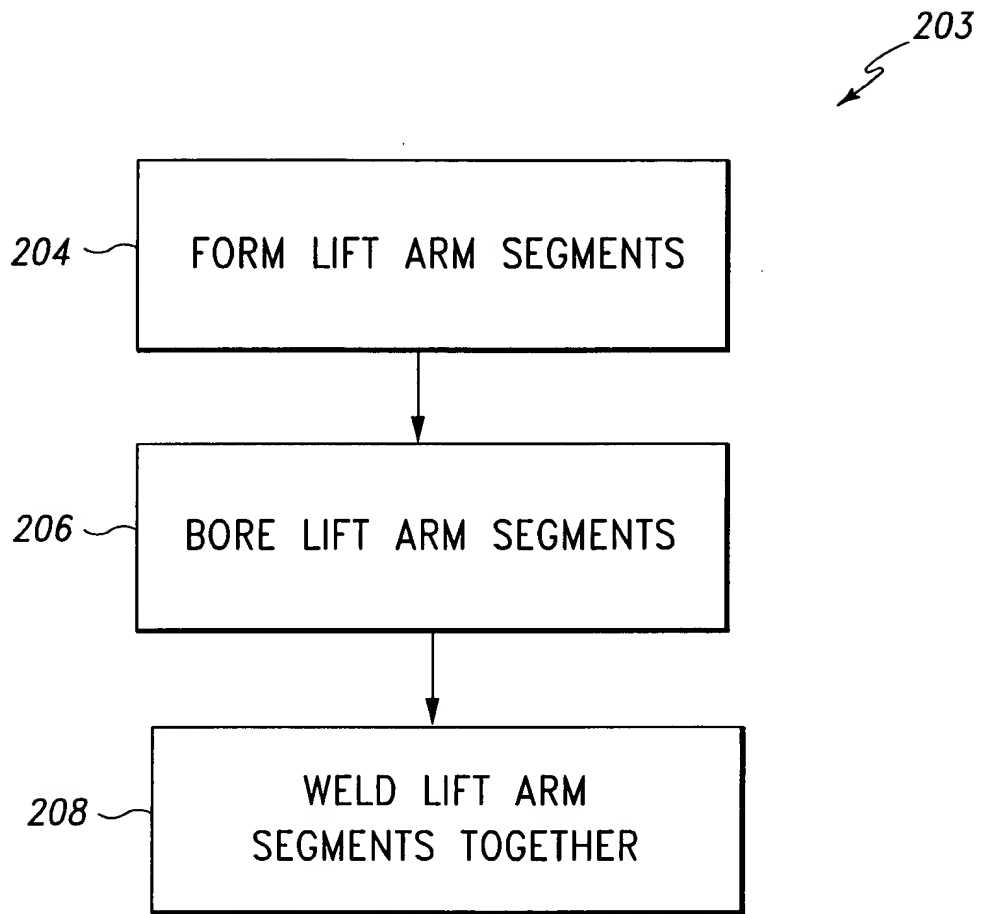 203
204
FORM LIFT ARM SEGMENTS
206
BORE LIFT ARM SEGMENTS
208
WELD LIFT ARM
SEGMENTS TOGETHER